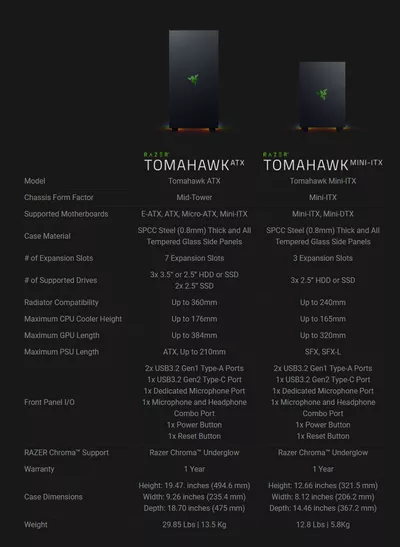 RAZER
TOMAHAWK ATX
RAZER
TOMAHAWK MINI-ITX
Model Tomahawk ATX Tomahawk Mini-ITX
Chassis Form Factor Mid-Tower Mini-ITX
Supported Motherboards E-ATX, ATX, Micro-ATX, Mini-ITX Mini-ITX, Mini-DTX
Case Material SPCC Steel (0.8mm) Thick and All SPCC Steel (0.8mm) Thick and All
Tempered Glass Side Panels Tempered Glass Side Panels
# of Expansion Slots 7 Expansion Slots 3 Expansion Slots
# of Supported Drives 3x 3.5" or 2.5" HDD or SSD 3x 2.5" HDD or SSD
2x 2.5" SSD
Radiator Compatibility Up to 360mm Up to 240mm
Maximum CPU Cooler Height Up to 176mm Up to 165mm
Maximum GPU Length Up to 384mm Up to 320mm
Maximum PSU Length ATX, Up to 210mm SFX, SFX-L
Front Panel I/O 2x USB3.2 Gen1 Type-A Ports 2x USB3.2 Gen1 Type-A Ports
1x USB3.2 Gen2 Type-C Port 1x USB3.2 Gen2 Type-C Port
1x Dedicated Microphone Port 1x Dedicated Microphone Port
1x Microphone and Headphone 1x Microphone and Headphone
Combo Port Combo Port
1x Power Button 1x Power Button
1x Reset Button 1x Reset Button
RAZER Chroma™ Support Razer Chroma™ Underglow Razer Chroma™ Underglow
Warranty 1 Year 1 Year
Case Dimensions Height: 19.47. inches (494.6 mm) Height: 12.66 inches (321.5 mm)
Width: 9.26 inches (235.4 mm) Width: 8.12 inches (206.2 mm)
Depth: 18.70 inches (475 mm) Depth: 14.46 inches (367.2 mm)
Weight 29.85 Lbs | 13.5 Kg 12.8 Lbs | 5.8Kg